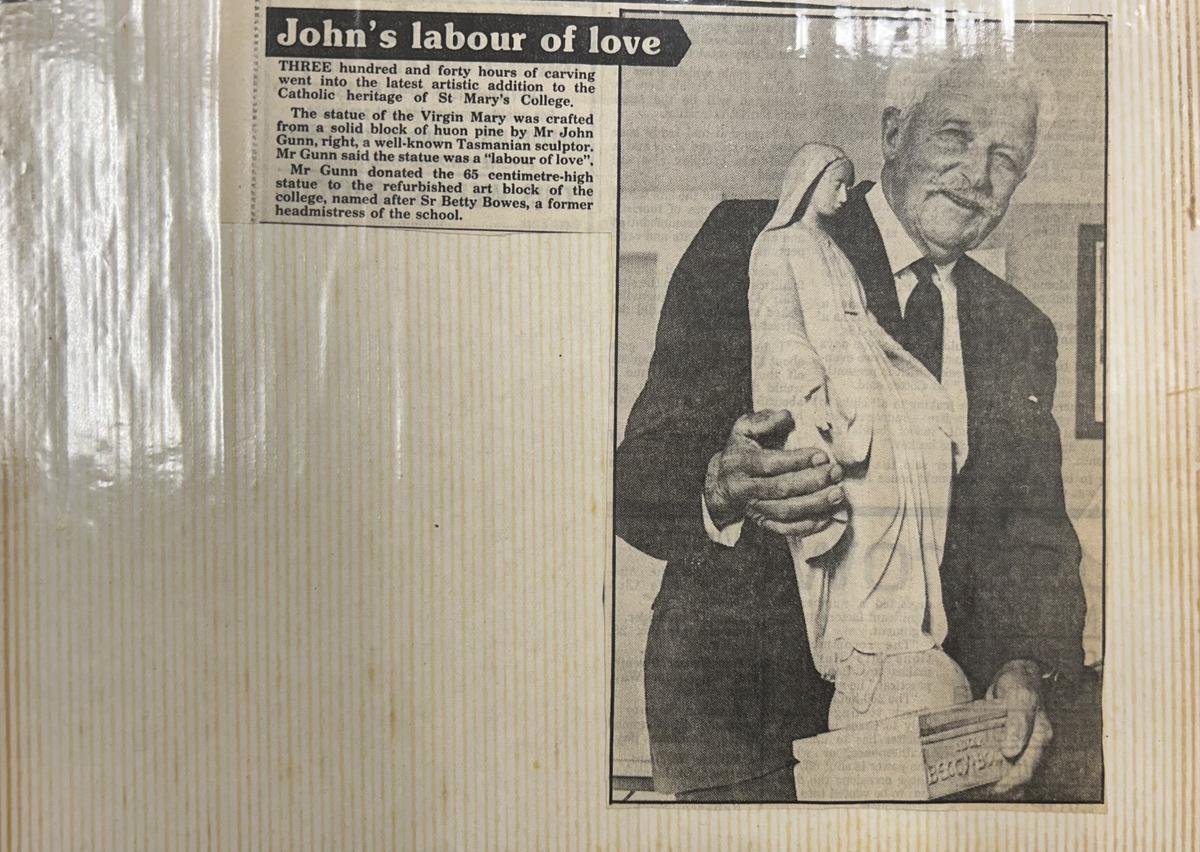 John's labour of love
THREE hundred and forty hours of carving
went into the latest artistic addition to the
Catholic heritage of St Mary's College.
The statue of the Virgin Mary was crafted
from a solid block of huon pine by Mr John
Gunn, right, a well-known Tasmanian sculptor.
Mr Gunn said the statue was a "labour of love".
Mr Gunn donated the 65 centimetre-high
statue to the refurbished art block of the
college, named after Sr Betty Bowes, a former
headmistress of the school.